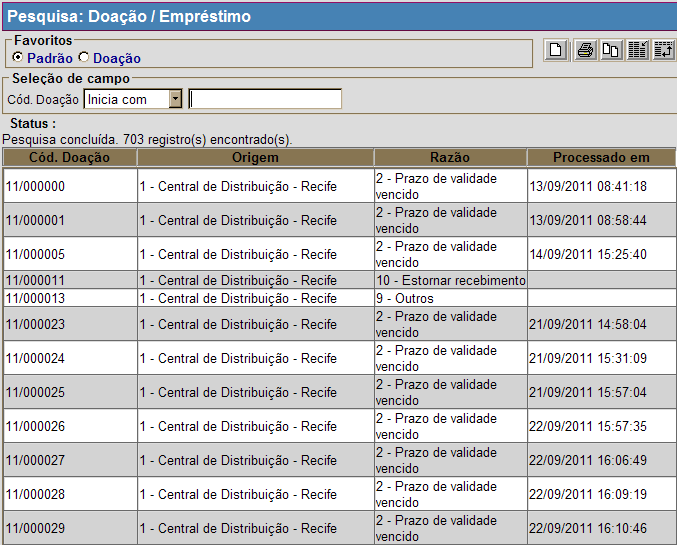 Pesquisa: Doação / Empréstimo
Favoritos
Padrão Doação
Seleção de campo
Cód. Doação Inicia com
Status :
Pesquisa concluída. 703 registro(s) encontrado(s).
Cód. Doação Origem Razão Processado em
11/000000 1 - Central de Distribuição - Recife 2 - Prazo de validade vencido 13/09/2011 08:41:18
11/000001 1 - Central de Distribuição - Recife 2 - Prazo de validade vencido 13/09/2011 08:58:44
11/000005 1 - Central de Distribuição - Recife 2 - Prazo de validade vencido 14/09/2011 15:25:40
11/000011 1 - Central de Distribuição - Recife 10 - Estornar recebimento
11/000013 1 - Central de Distribuição - Recife 9 - Outros
11/000023 1 - Central de Distribuição - Recife 2 - Prazo de validade vencido 21/09/2011 14:58:04
11/000024 1 - Central de Distribuição - Recife 2 - Prazo de validade vencido 21/09/2011 15:31:09
11/000025 1 - Central de Distribuição - Recife 2 - Prazo de validade vencido 21/09/2011 15:57:04
11/000026 1 - Central de Distribuição - Recife 2 - Prazo de validade vencido 22/09/2011 15:57:35
11/000027 1 - Central de Distribuição - Recife 2 - Prazo de validade vencido 22/09/2011 16:06:49
11/000028 1 - Central de Distribuição - Recife 2 - Prazo de validade vencido 22/09/2011 16:09:19
11/000029 1 - Central de Distribuição - Recife 2 - Prazo de validade vencido 22/09/2011 16:10:46